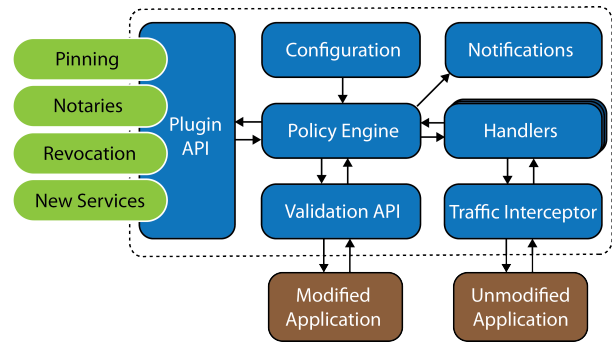 Pinning
Notaries
Revocation
New Services
Plugin
API
Configuration
Notifications
Policy Engine
Handlers
Validation API
Traffic Interceptor
Modified
Application
Unmodified
Application